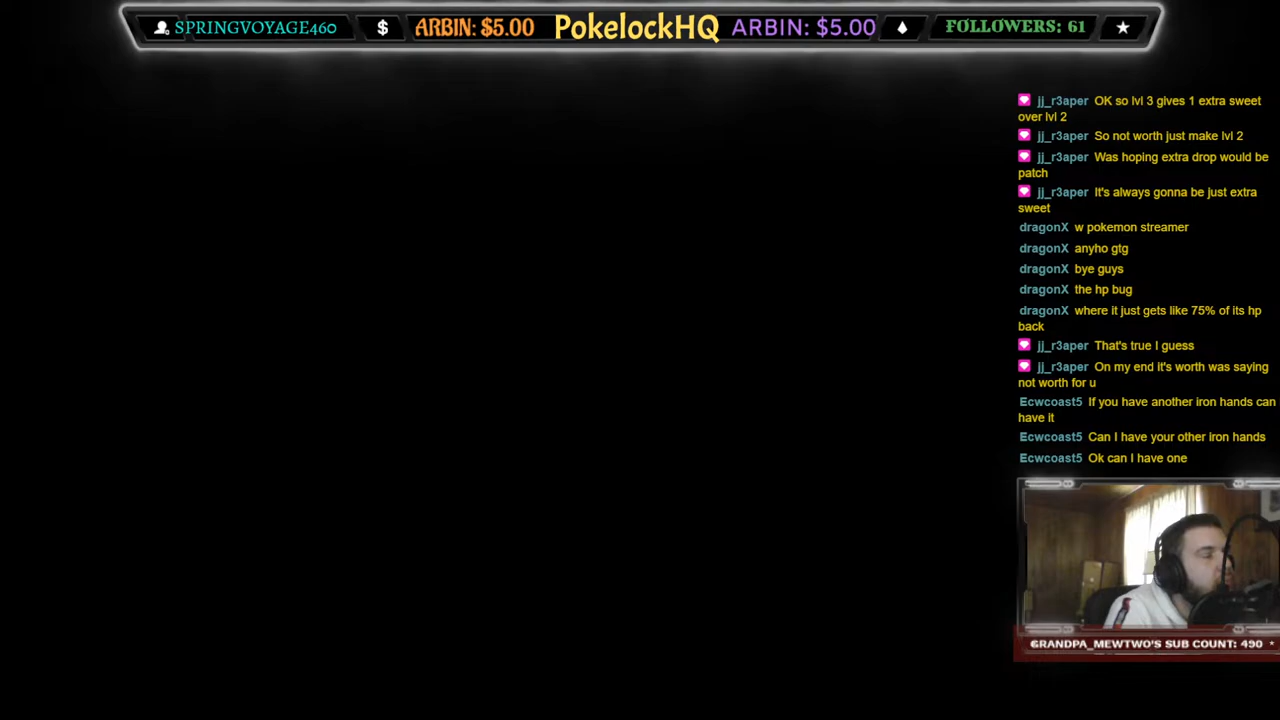 SPRINGVOYAGE460 $ ARBIN: $5.00 PokelockHQ ARBIN: $5.00 FOLLOWERS: 61
jj_r3aper OK so lvl 3 gives 1 extra sweet
over lvl 2
jj_r3aper So not worth just make lvl 2
jj_r3aper Was hoping extra drop would be
patch
jj_r3aper It's always gonna be just extra
sweet
dragonX w pokemon streamer
dragonX anyho gtg
dragonX bye guys
dragonX the hp bug
dragonX where it just gets like 75% of its hp
back
jj_r3aper That's true I guess
jj_r3aper On my end it's worth was saying
not worth for u
Ecwcoast5 If you have another iron hands can
have it
Ecwcoast5 Can I have your other iron hands
Ecwcoast5 Ok can I have one
GRANDPA_MEWTWO'S SUB COUNT: 490 *